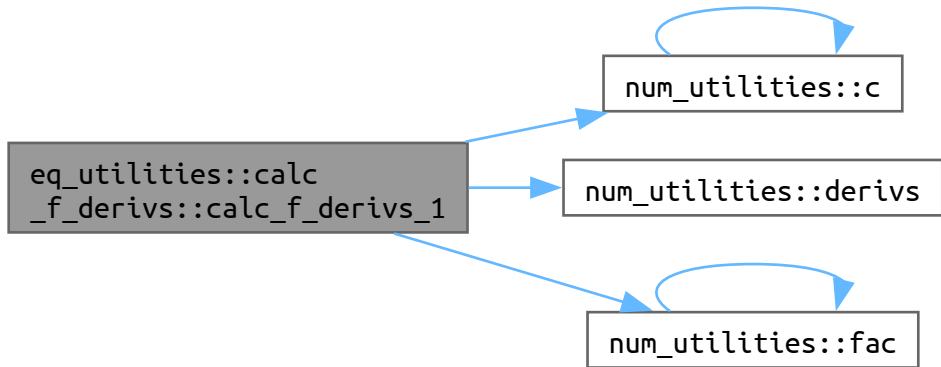 num_utilities::c
eq_utilities::calc
_f_derivs::calc_f_derivs_1
num_utilities::derivs
num_utilities::fac